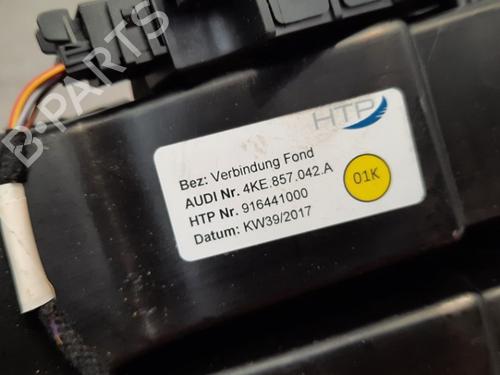 HTP
Bez: Verbindung Fond
AUDI Nr. 4KE.857.042.A
HTP Nr. 916441000
Datum: KW39/2017
01K
B-PARTS